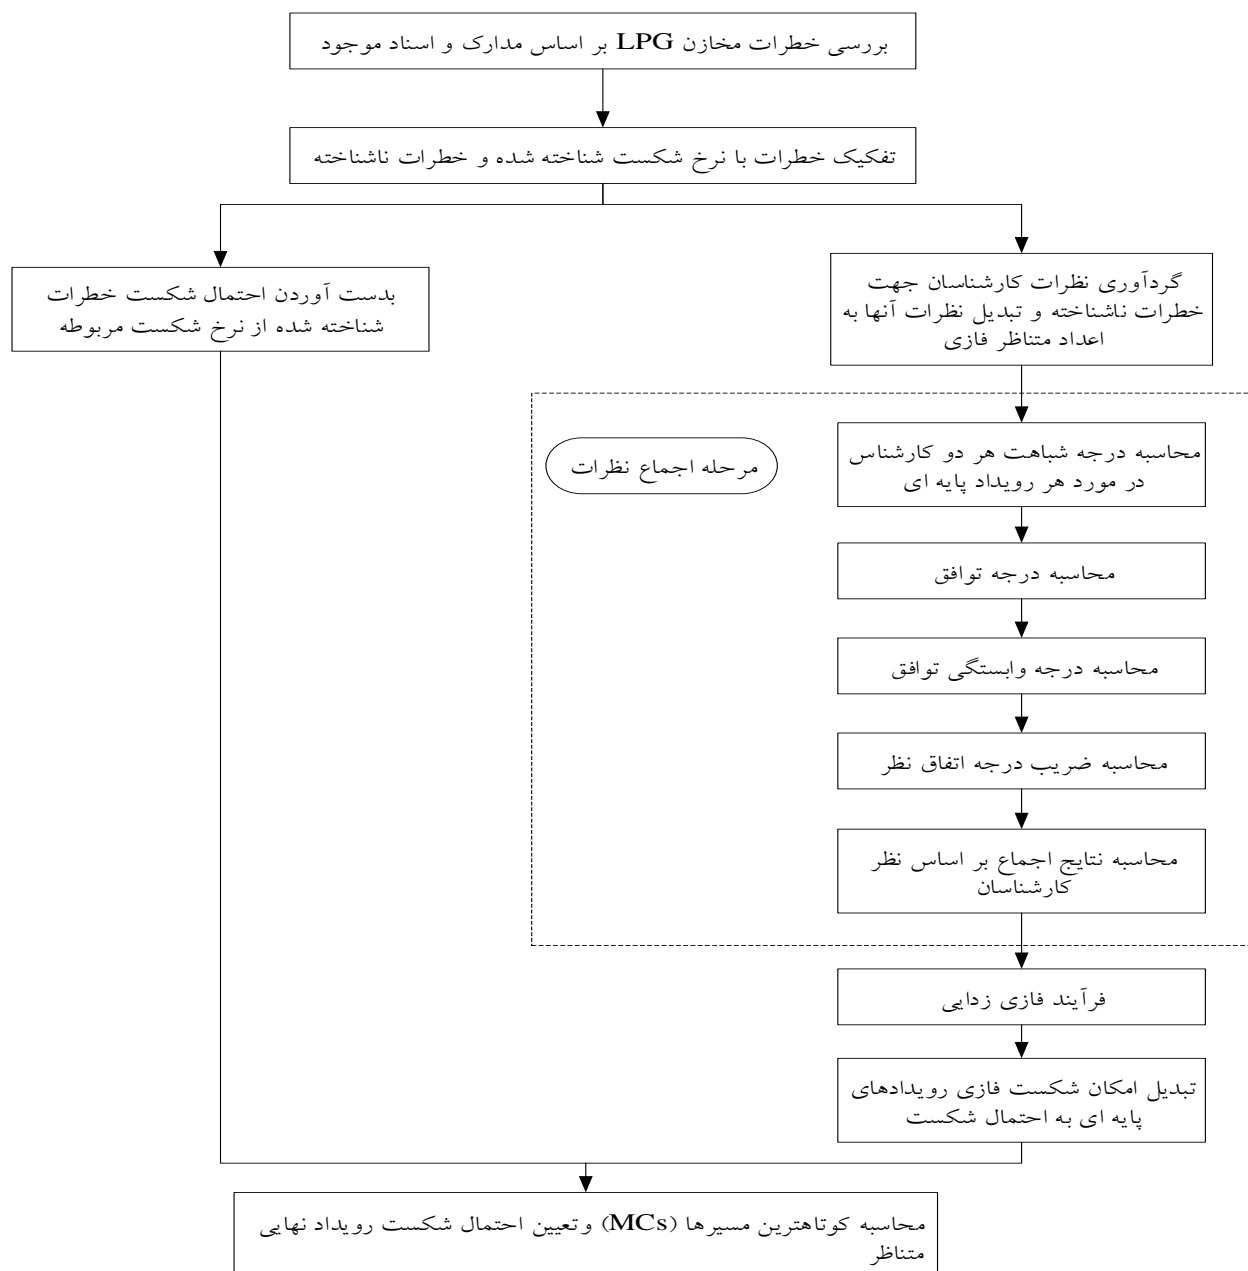 بررسی خطرات مخازن LPG بر اساس مدارک و اسناد موجود
تفکیک خطرات با نرخ شکست شناخته شده و خطرات ناشناخته
گردآوری نظرات کارشناسان جهت
خطرات ناشناخته و تبدیل نظرات آنها به
اعداد متناظر فازی
بدست آوردن احتمال شکست خطرات
شناخته شده از نرخ شکست مربوطه
مرحله اجماع نظرات
محاسبه درجه شباهت هر دو کارشناس
در مورد هر رویداد پایه ای
محاسبه درجه توافق
محاسبه درجه وابستگی توافق
محاسبه ضریب درجه اتفاق نظر
محاسبه نتایج اجماع بر اساس نظر
کارشناسان
فرآیند فازی زدایی
تبدیل امکان شکست فازی رویدادهای
پایه ای به احتمال شکست
محاسبه کوتاهترین مسیرها (MCs) وتعیین احتمال شکست رویداد نهایی
متناظر